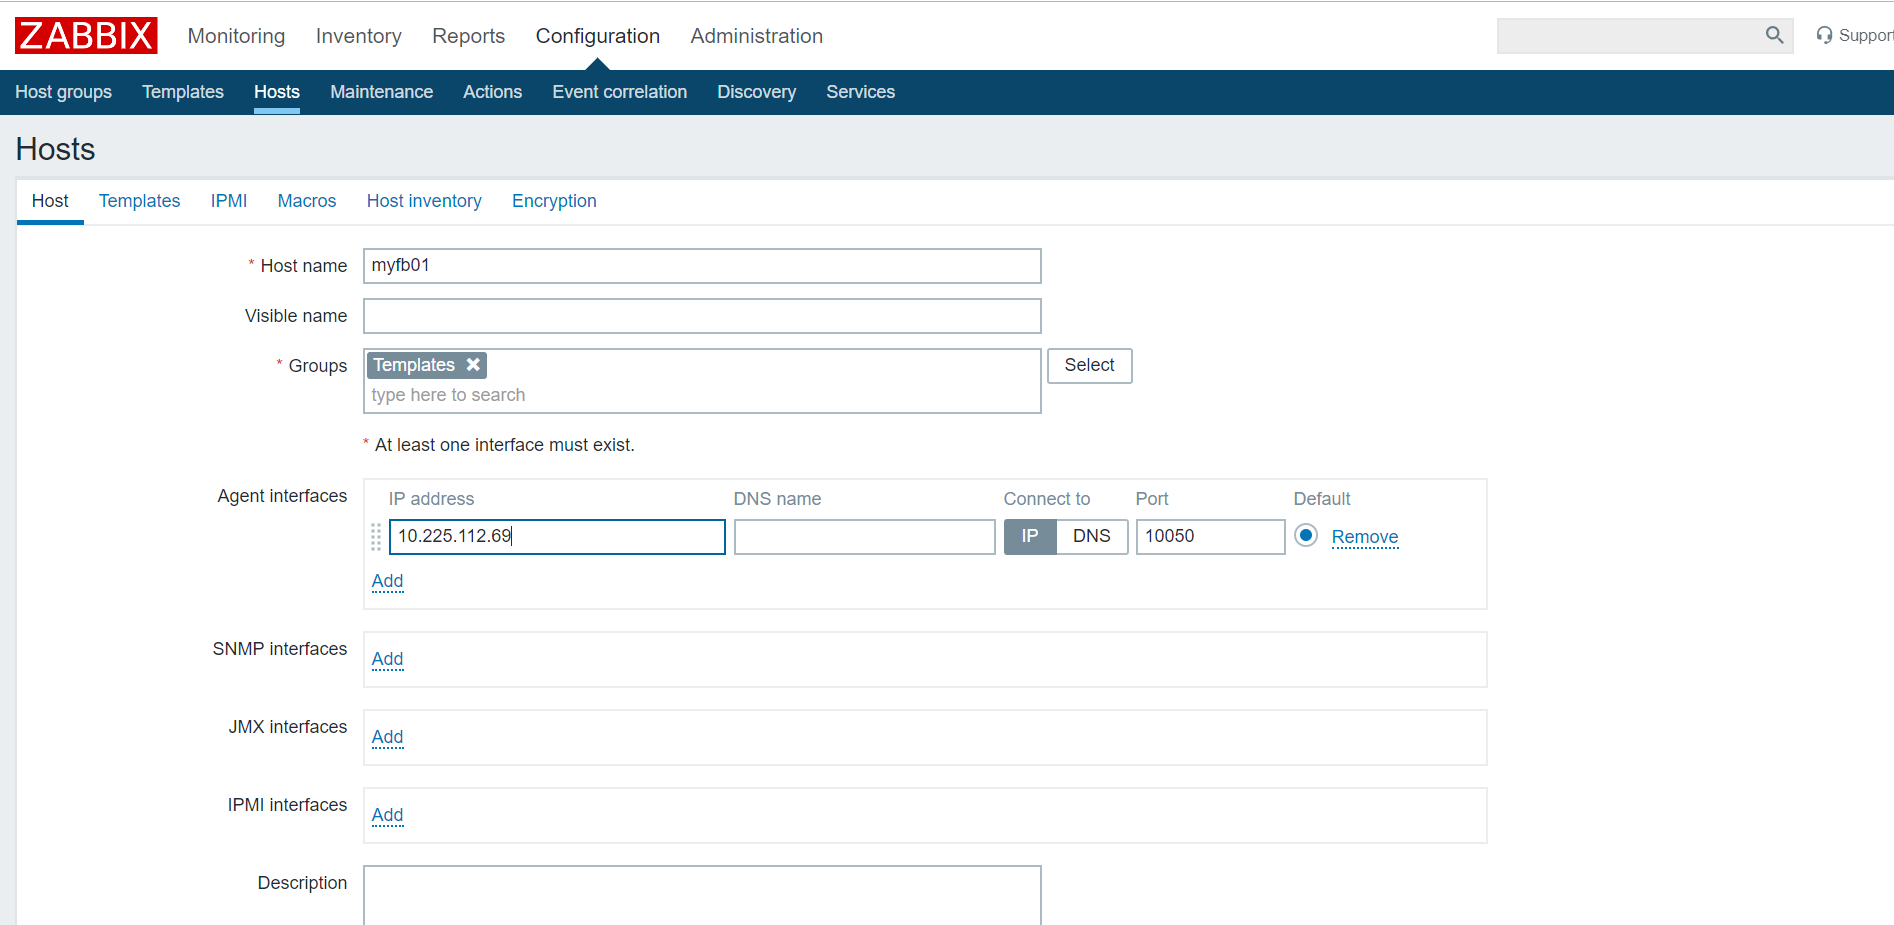 ZABBIX Monitoring Inventory Reports Configuration Administration Support
Host groups Templates Hosts Maintenance Actions Event correlation Discovery Services
Hosts
Host Templates IPMI Macros Host inventory Encryption
* Host name myfb01
Visible name
* Groups Templates Select
type here to search
* At least one interface must exist.
Agent interfaces IP address DNS name Connect to Port Default
10.225.112.69 IP DNS 10050 Remove
Add
SNMP interfaces Add
JMX interfaces Add
IPMI interfaces Add
Description